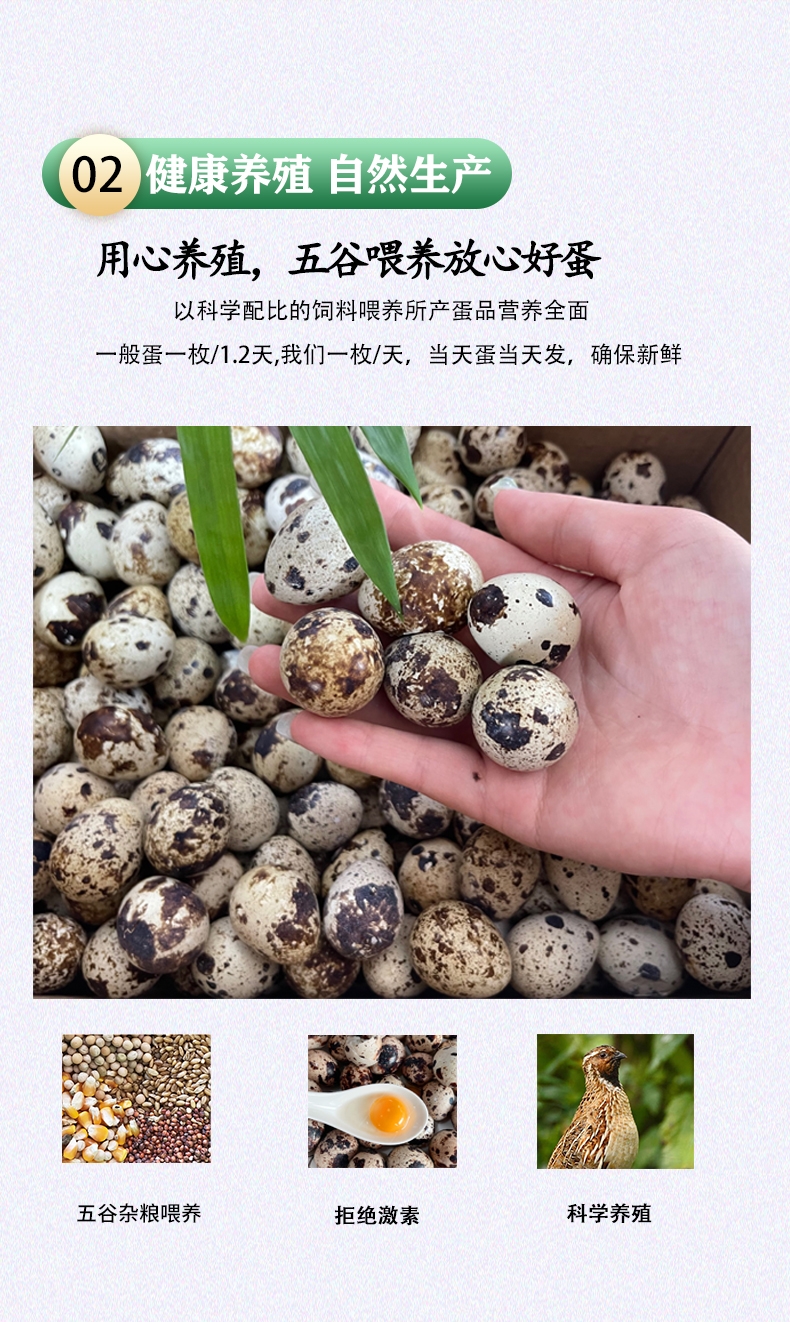 02 健康养殖 自然生产
用心养殖，五谷喂养放心好蛋
以科学配比的饲料喂养所产蛋品营养全面
一般蛋一枚/1.2天,我们一枚/天，当天蛋当天发，确保新鲜
五谷杂粮喂养
拒绝激素
科学养殖